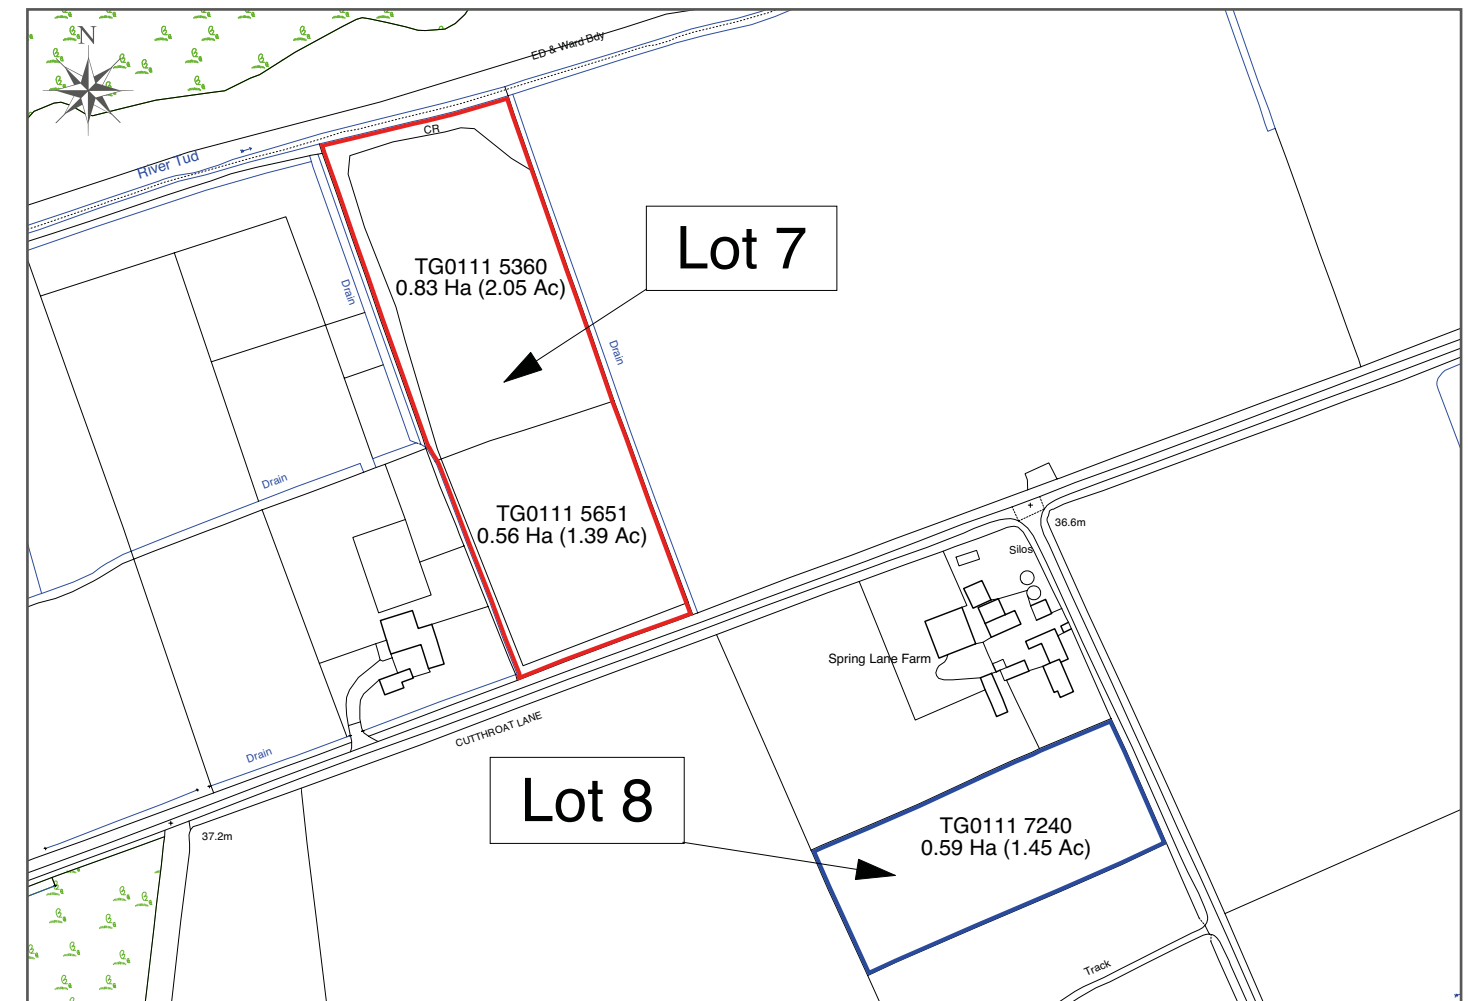 N
ED & Ward Bdy
CR
River Tud
Lot 7
TG0111 5360
0.83 Ha (2.05 Ac)
Drain
Drain
Drain
TG0111 5651
0.56 Ha (1.39 Ac)
36.6m
Silos
Spring Lane Farm
CUTTHROAT LANE
Drain
Lot 8
TG0111 7240
0.59 Ha (1.45 Ac)
37.2m
Track